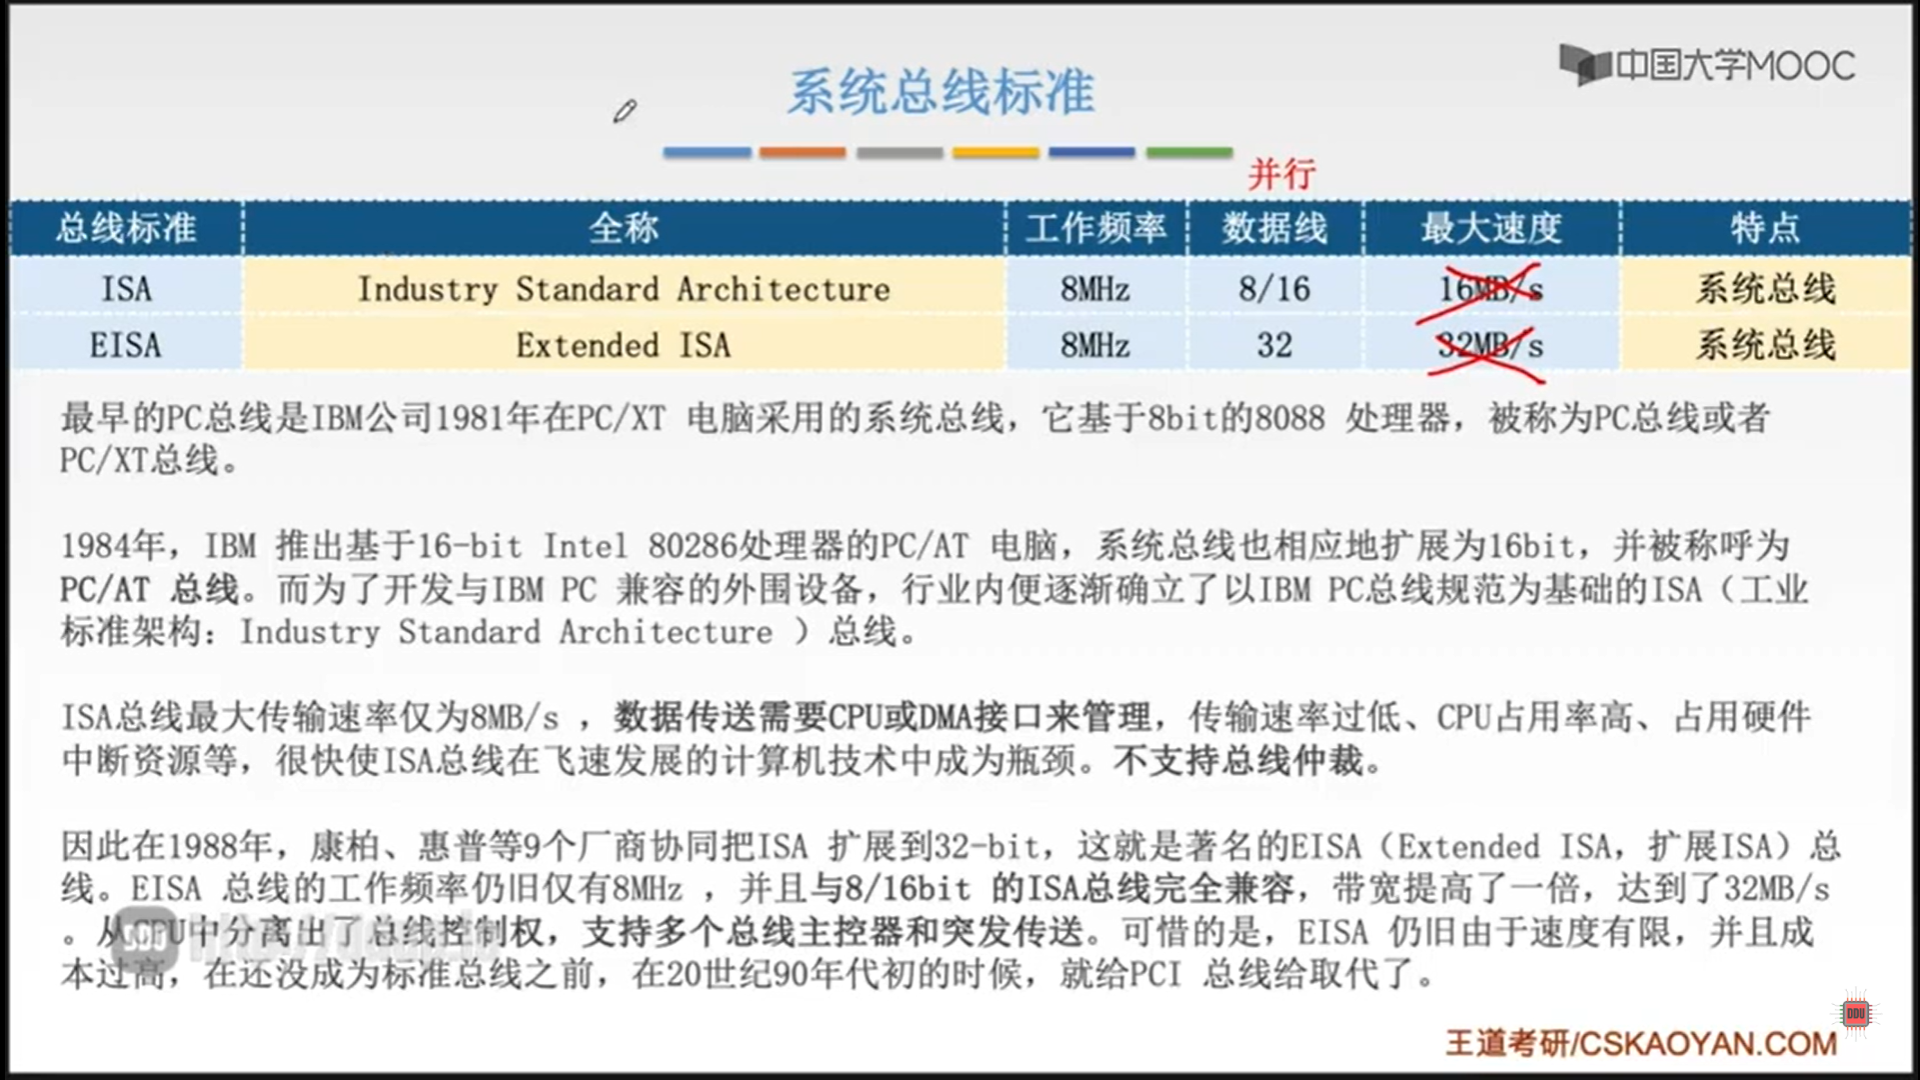 中国大学MOOC
系统总线标准
并行
总线标准 全称 工作频率 数据线 最大速度 特点
ISA Industry Standard Architecture 8MHz 8/16 16MB/s 系统总线
EISA Extended ISA 8MHz 32 32MB/s 系统总线
最早的PC总线是IBM公司1981年在PC/XT 电脑采用的系统总线，它基于8bit的8088 处理器，被称为PC总线或者
PC/XT总线。
1984年，IBM 推出基于16-bit Intel 80286处理器的PC/AT 电脑，系统总线也相应地扩展为16bit，并被称呼为
PC/AT 总线。而为了开发与IBM PC 兼容的外围设备，行业内便逐渐确立了以IBM PC总线规范为基础的ISA（工业
标准架构：Industry Standard Architecture ）总线。
ISA总线最大传输速率仅为8MB/s ，数据传送需要CPU或DMA接口来管理，传输速率过低、CPU占用率高、占用硬件
中断资源等，很快使ISA总线在飞速发展的计算机技术中成为瓶颈。不支持总线仲裁。
因此在1988年，康柏、惠普等9个厂商协同把ISA 扩展到32-bit，这就是著名的EISA（Extended ISA，扩展ISA）总
线。EISA 总线的工作频率仍旧仅有8MHz ，并且与8/16bit 的ISA总线完全兼容，带宽提高了一倍，达到了32MB/s
。从CPU中分离出了总线控制权，支持多个总线主控器和突发传送。可惜的是，EISA 仍旧由于速度有限，并且成
本过高，在还没成为标准总线之前，在20世纪90年代初的时候，就给PCI 总线给取代了。
DDU
王道考研/CSKAOYAN.COM